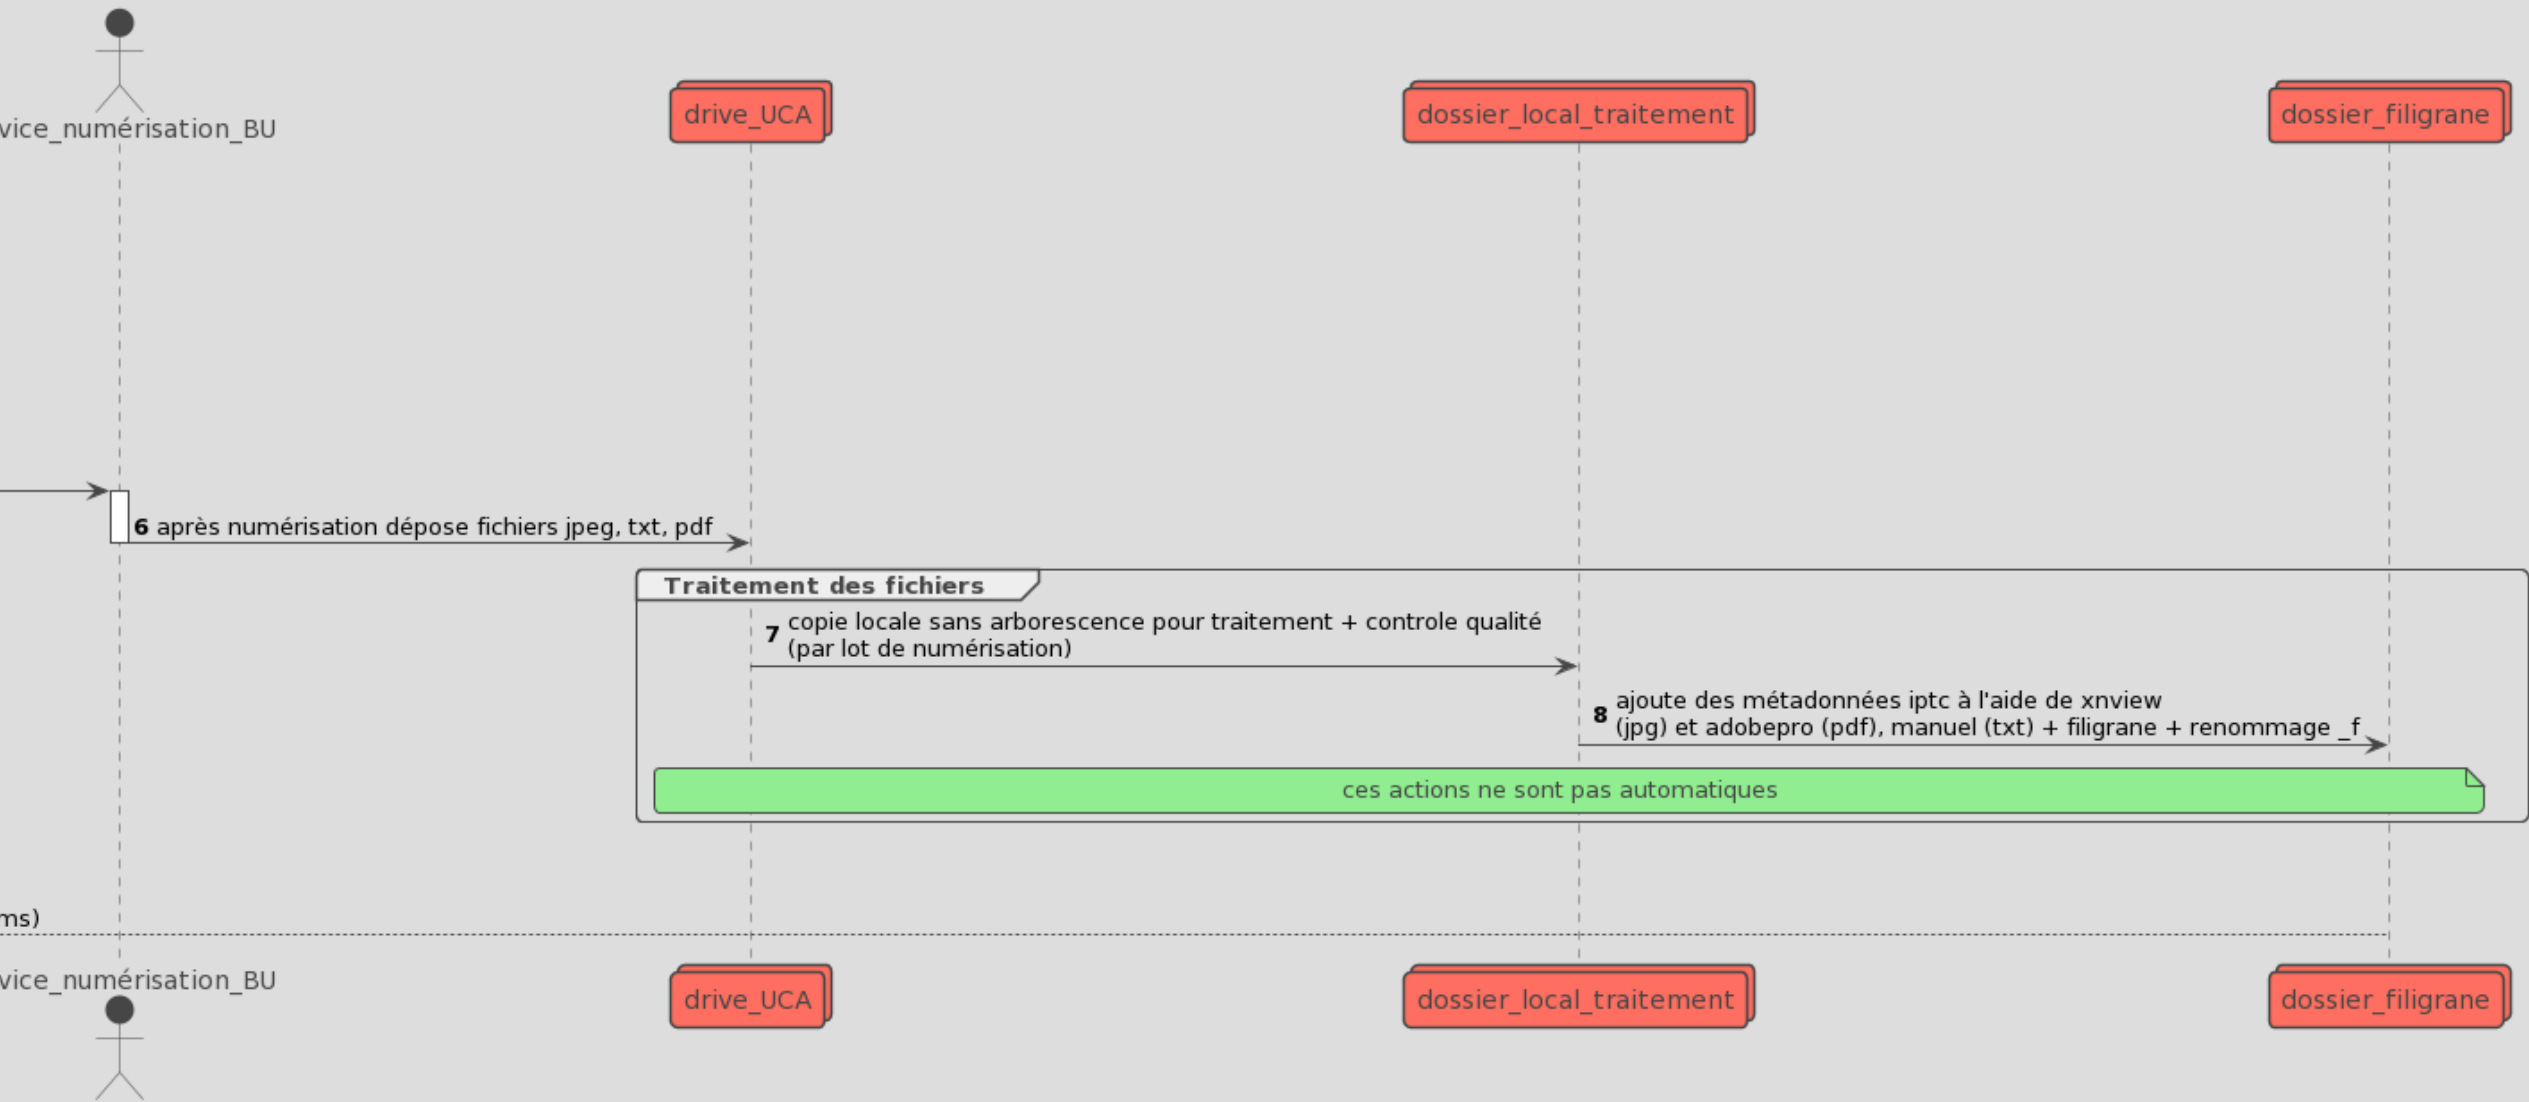 vice_numérisation_BU
drive_UCA
dossier_local_traitement
dossier_filigrane
6 après numérisation dépose fichiers jpeg, txt, pdf
Traitement des fichiers
7 copie locale sans arborescence pour traitement + controle qualité
(par lot de numérisation)
8 ajoute des métadonnées iptc à l'aide de xnview
(jpg) et adobepro (pdf), manuel (txt) + filigrane + renommage _f
ces actions ne sont pas automatiques
ms)
vice_numérisation_BU
drive_UCA
dossier_local_traitement
dossier_filigrane